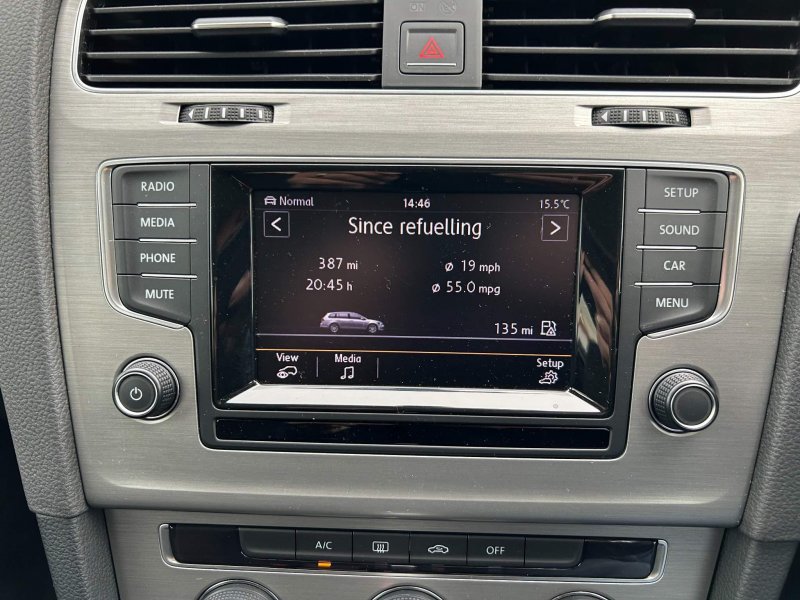 ON
RADIO
MEDIA
PHONE
MUTE
Normal 14:46 15.5°C
< Since refuelling >
387 mi ø 19 mph
20:45 h ø 55.0 mpg
135 mi
View Media Setup
SETUP
SOUND
CAR
MENU
A/C
OFF